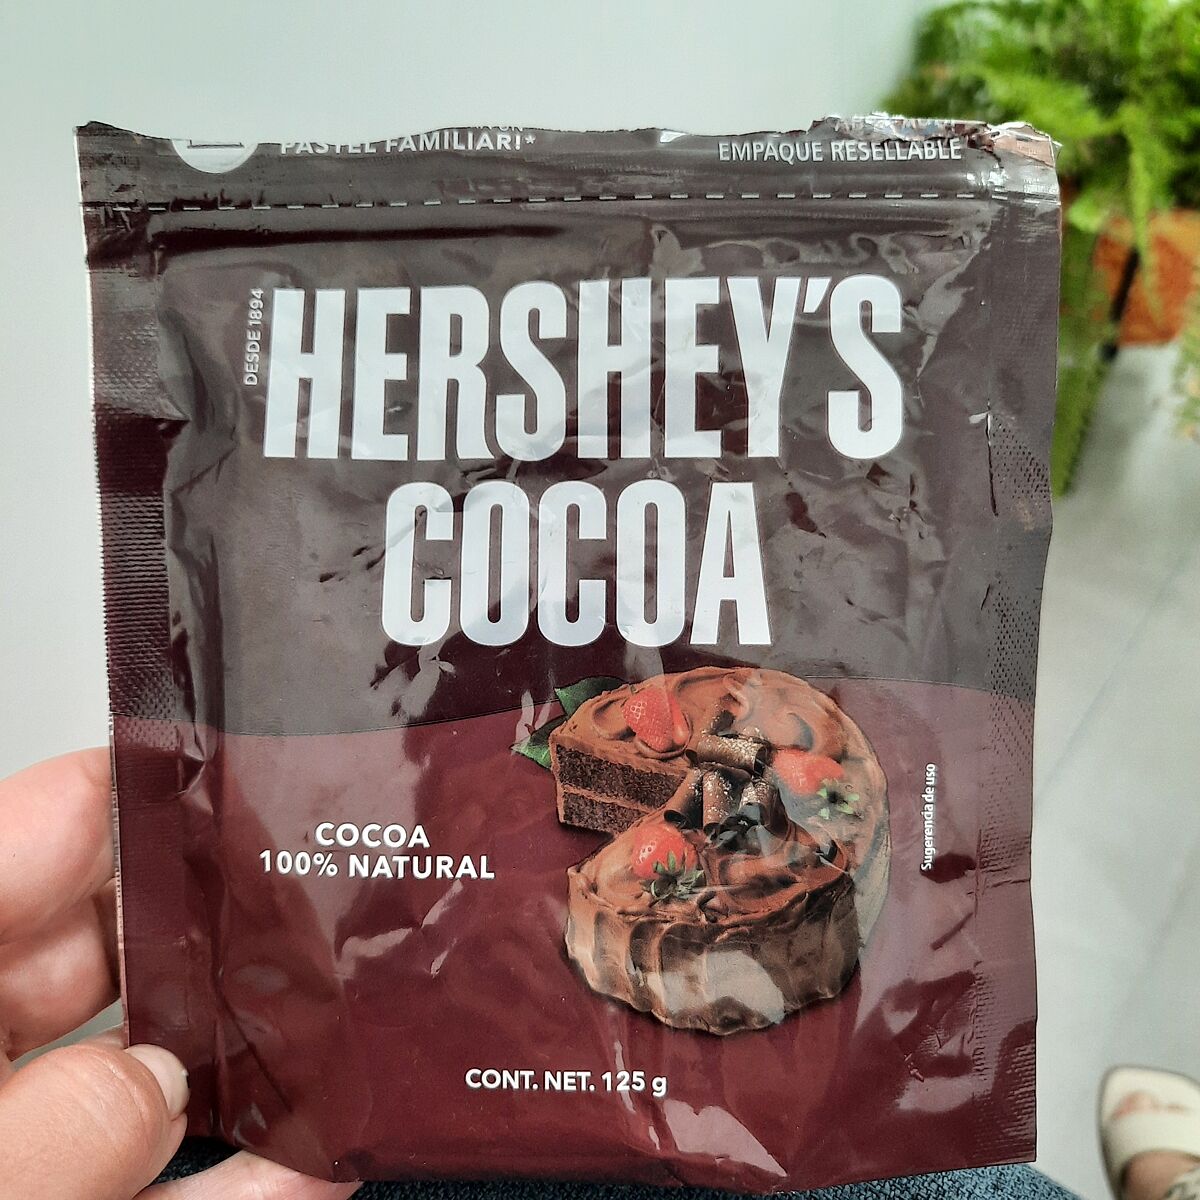 PASTEL FAMILIAR!*
EMPAQUE RESELLABLE
DESDE 1894
HERSHEY'S
COCOA
COCOA
100% NATURAL
Sugerencia de uso
CONT. NET. 125 g